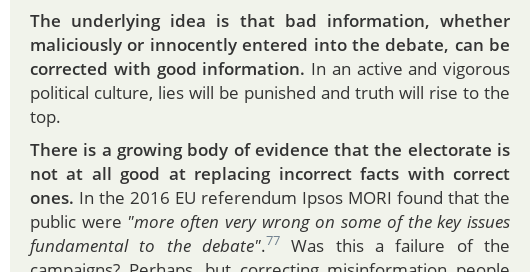 The underlying idea is that bad information, whether
maliciously or innocently entered into the debate, can be
corrected with good information. In an active and vigorous
political culture, lies will be punished and truth will rise to the
top.
There is a growing body of evidence that the electorate is
not at all good at replacing incorrect facts with correct
ones. In the 2016 EU referendum Ipsos MORI found that the
public were "more often very wrong on some of the key issues
fundamental to the debate".77 Was this a failure of the
campaigns? Perhaps, but correcting misinformation people